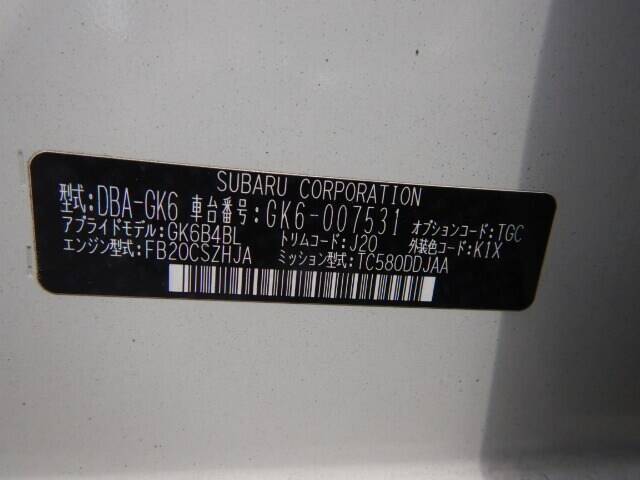 SUBARU CORPORATION
型式:DBA-GK6 車台番号:GK6-007531 オプションコード:TGC
アプライドモデル:GK6B4BL トリムコード:J20 外装色コード:K1X
エンジン型式:FB20CSZHJA ミッション型式:TC580DDJAA